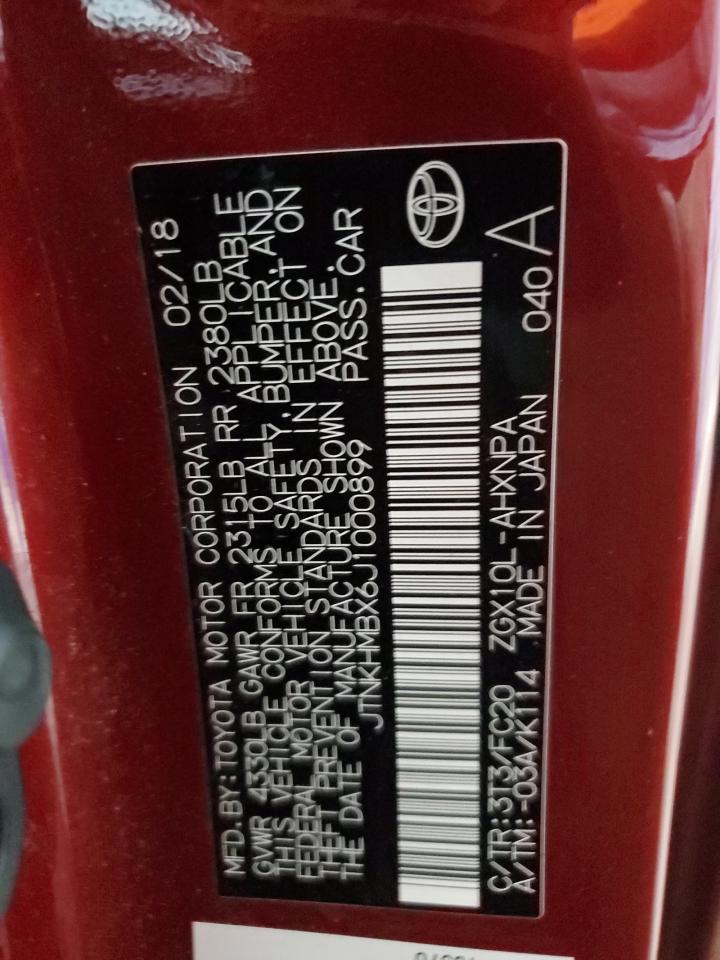 MFD.BY:TOYOTA MOTOR CORPORATION 02/18
GVWR 4330LB GAWR FR 2315LB RR 2380LB
THIS VEHICLE CONFORMS TO ALL APPLICABLE
FEDERAL MOTOR VEHICLE SAFETY,BUMPER,AND
THEFT PREVENTION STANDARDS IN EFFECT ON
THE DATE OF MANUFACTURE SHOWN ABOVE.
JTNKHMBX6J1000899 PASS.CAR
C/TR:3T3/FC20 ZGX10L-AHXNPA 040
A/TM:-03A/K114 MADE IN JAPAN A